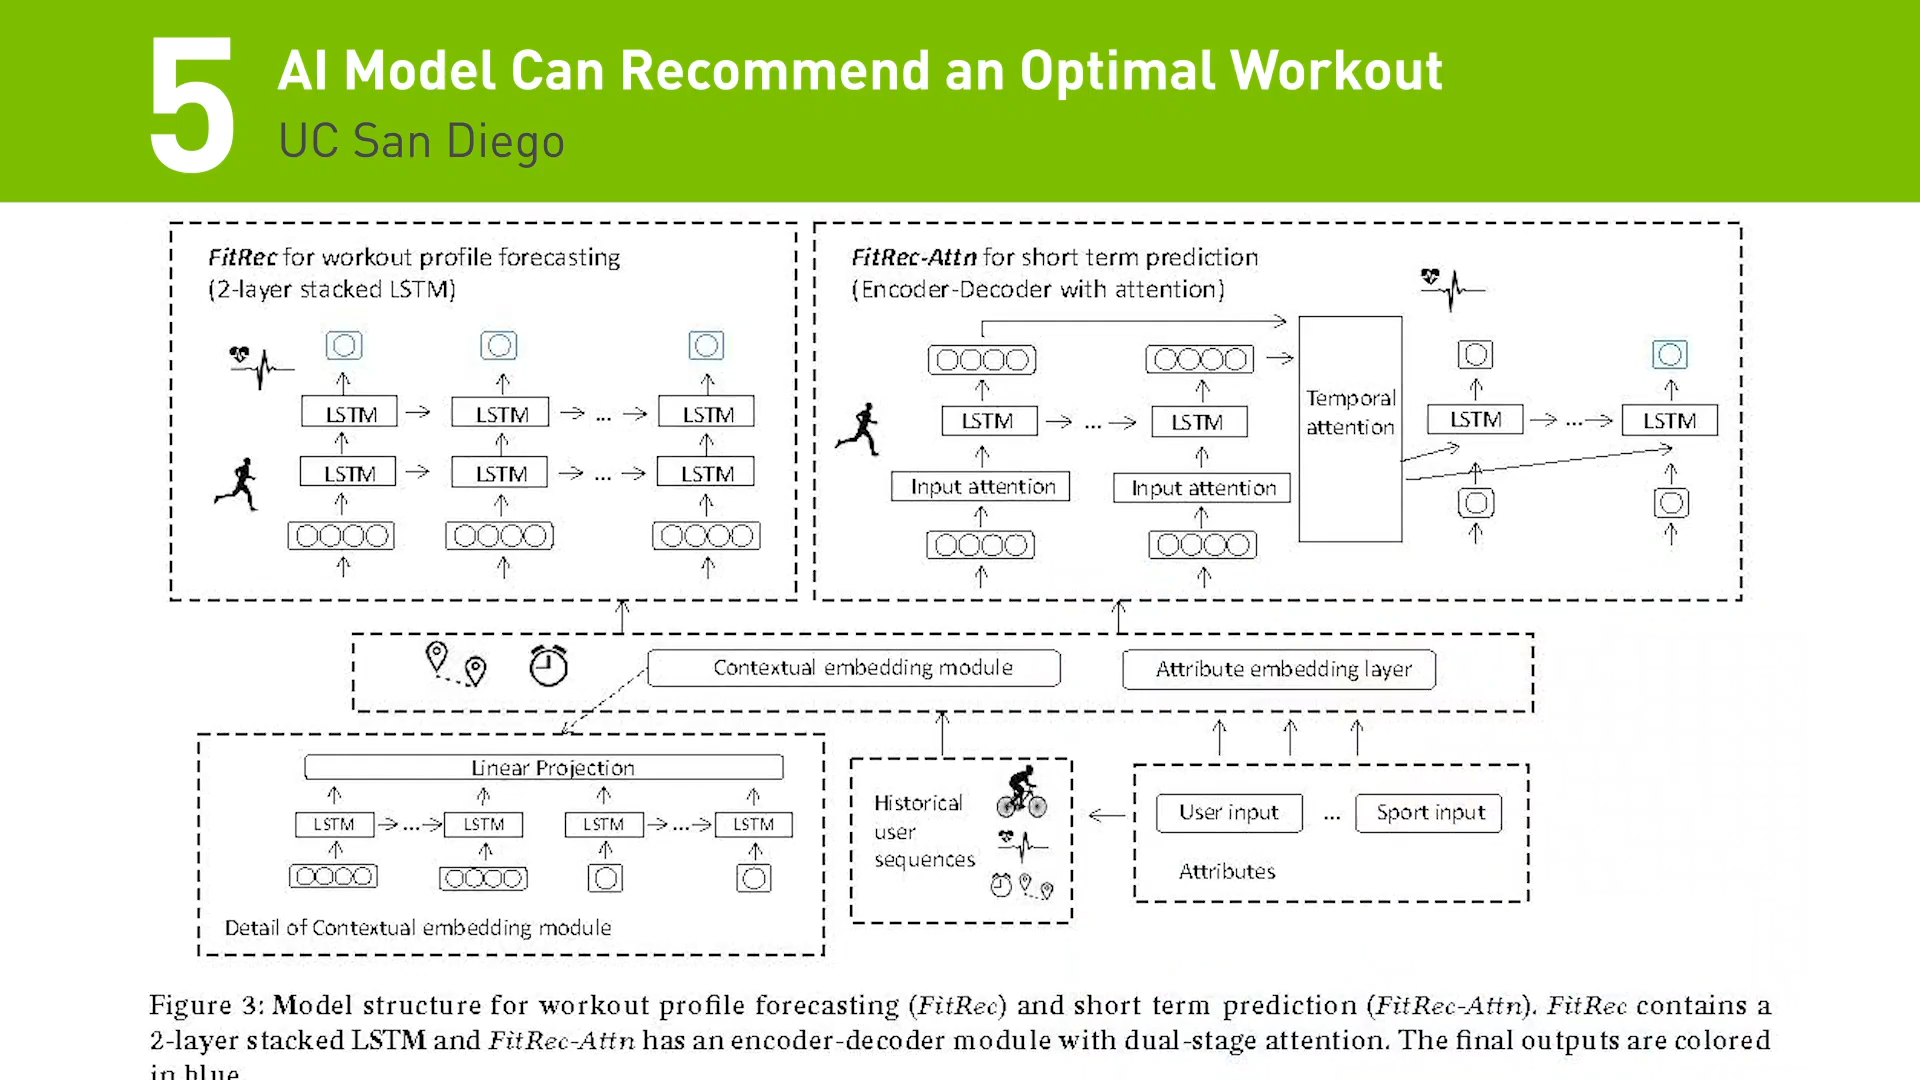 5
AI Model Can Recommend an Optimal Workout
UC San Diego
FitRec for workout profile forecasting
(2-layer stacked LSTM)
LSTM LSTM ... LSTM
LSTM LSTM ... LSTM
FitRec-Attn for short term prediction
(Encoder-Decoder with attention)
LSTM ... LSTM
Input attention Input attention
Temporal
attention
LSTM ... LSTM
Contextual embedding module
Attribute embedding layer
Linear Projection
LSTM ... LSTM LSTM ... LSTM
Detail of Contextual embedding module
Historical
user
sequences
User input ... Sport input
Attributes
Figure 3: Model structure for workout profile forecasting (FitRec) and short term prediction (FitRec-Attn). FitRec contains a
2-layer stacked LSTM and FitRec-Attn has an encoder-decoder module with dual-stage attention. The final outputs are colored
in blue.